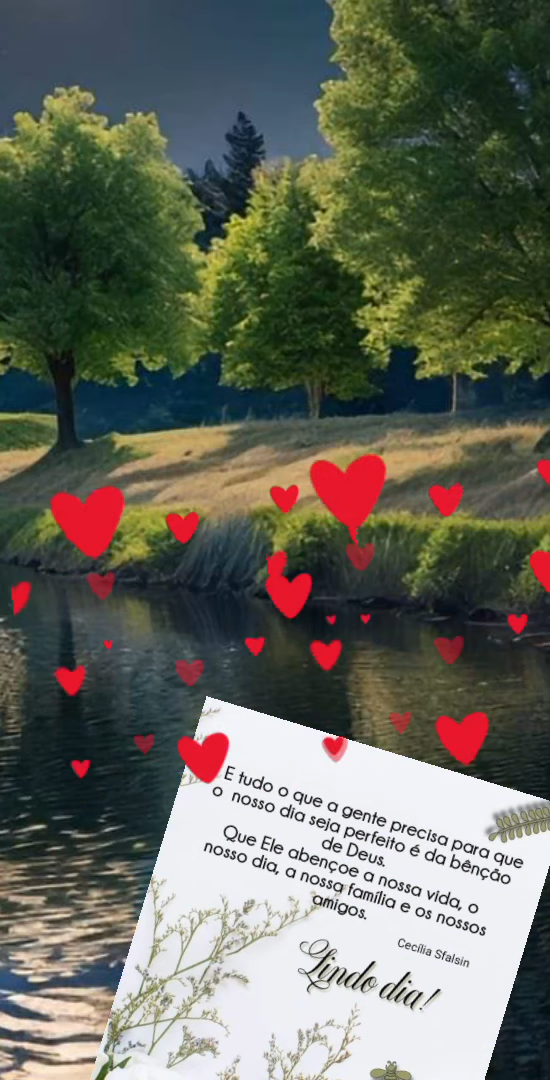 E tudo o que a gente precisa para que
o nosso dia seja perfeito é da bênção
de Deus.
Que Ele abençoe a nossa vida, o
nosso dia, a nossa família e os nossos
amigos.
Cecília Sfalsin
Lindo dia!